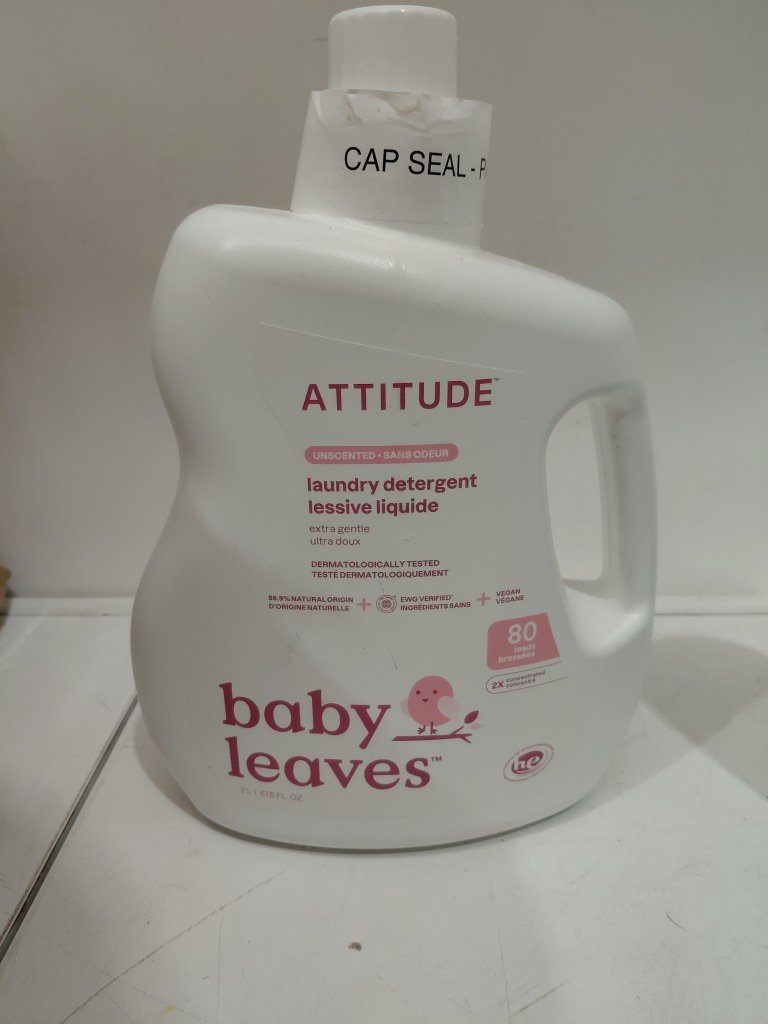 CAP SEAL - P
ATTITUDE™
UNSCENTED • SANS ODEUR
laundry detergent
lessive liquide
extra gentle
ultra doux
DERMATOLOGICALLY TESTED
TESTÉ DERMATOLOGIQUEMENT
98.9% NATURAL ORIGIN
D'ORIGINE NATURELLE
+
EWG VERIFIED™
INGRÉDIENTS SAINS
+
VEGAN
VÉGANE
80
loads
brassées
2X concentrated
concentré
baby
leaves™
he
2 L / 67.6 FL. OZ.